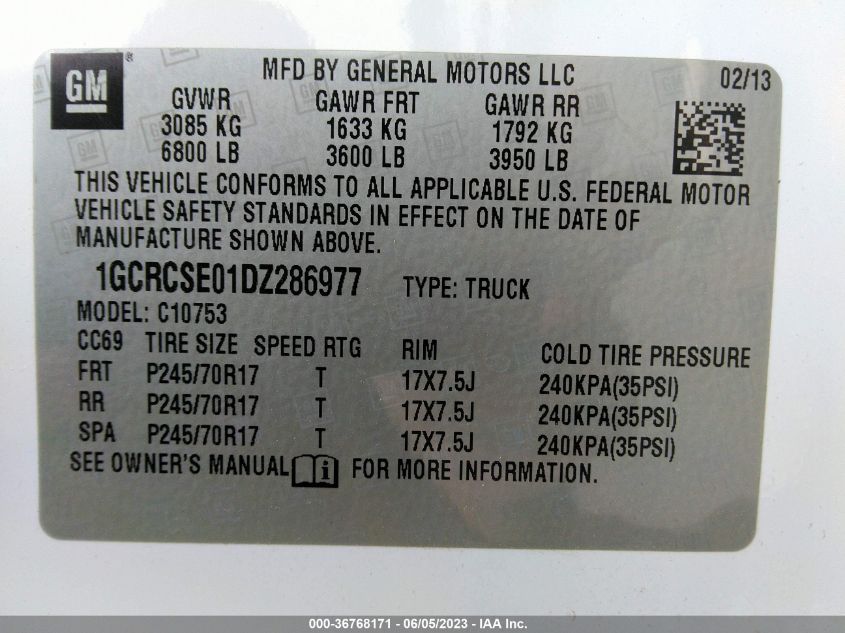 GM ®
MFD BY GENERAL MOTORS LLC 02/13
GVWR GAWR FRT GAWR RR
3085 KG 1633 KG 1792 KG
6800 LB 3600 LB 3950 LB
THIS VEHICLE CONFORMS TO ALL APPLICABLE U.S. FEDERAL MOTOR
VEHICLE SAFETY STANDARDS IN EFFECT ON THE DATE OF
MANUFACTURE SHOWN ABOVE.
1GCRCSE01DZ286977 TYPE: TRUCK
MODEL: C10753
CC69 TIRE SIZE SPEED RTG RIM COLD TIRE PRESSURE
FRT P245/70R17 T 17X7.5J 240KPA(35PSI)
RR P245/70R17 T 17X7.5J 240KPA(35PSI)
SPA P245/70R17 T 17X7.5J 240KPA(35PSI)
SEE OWNER'S MANUAL i FOR MORE INFORMATION.
000-36768171 - 06/05/2023 - IAA Inc.